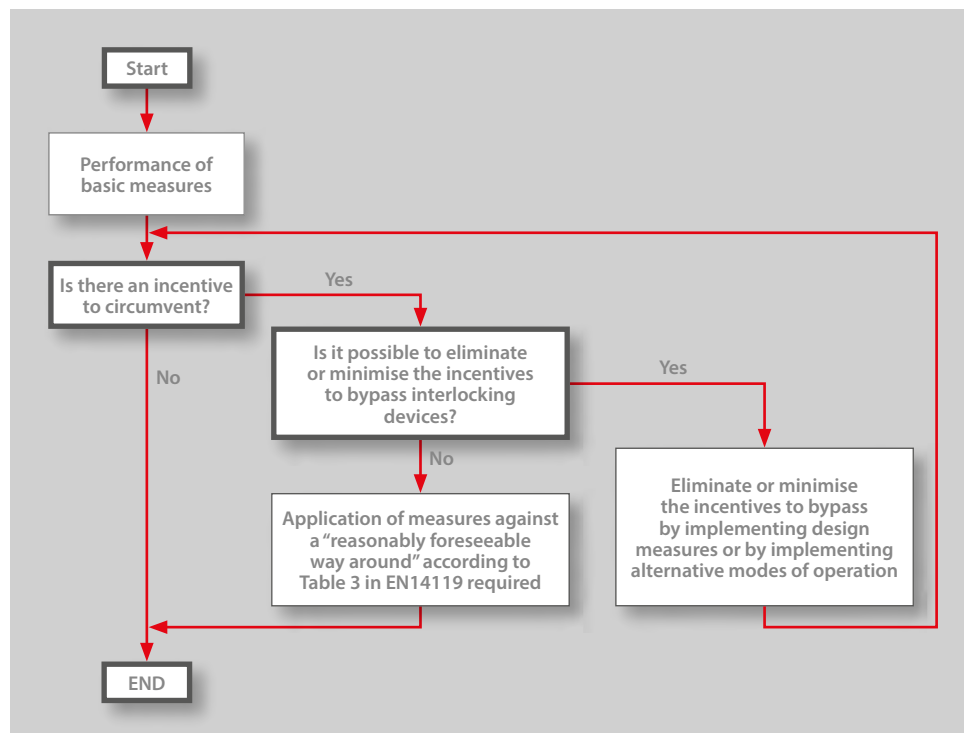 Start
Performance of
basic measures
Is there an incentive
to circumvent?
Yes
No
Is it possible to eliminate
or minimise the incentives
to bypass interlocking
devices?
Yes
No
Application of measures against
a “reasonably foreseeable
way around” according to
Table 3 in EN14119 required
Eliminate or minimise
the incentives to bypass
by implementing design
measures or by implementing
alternative modes of operation
END